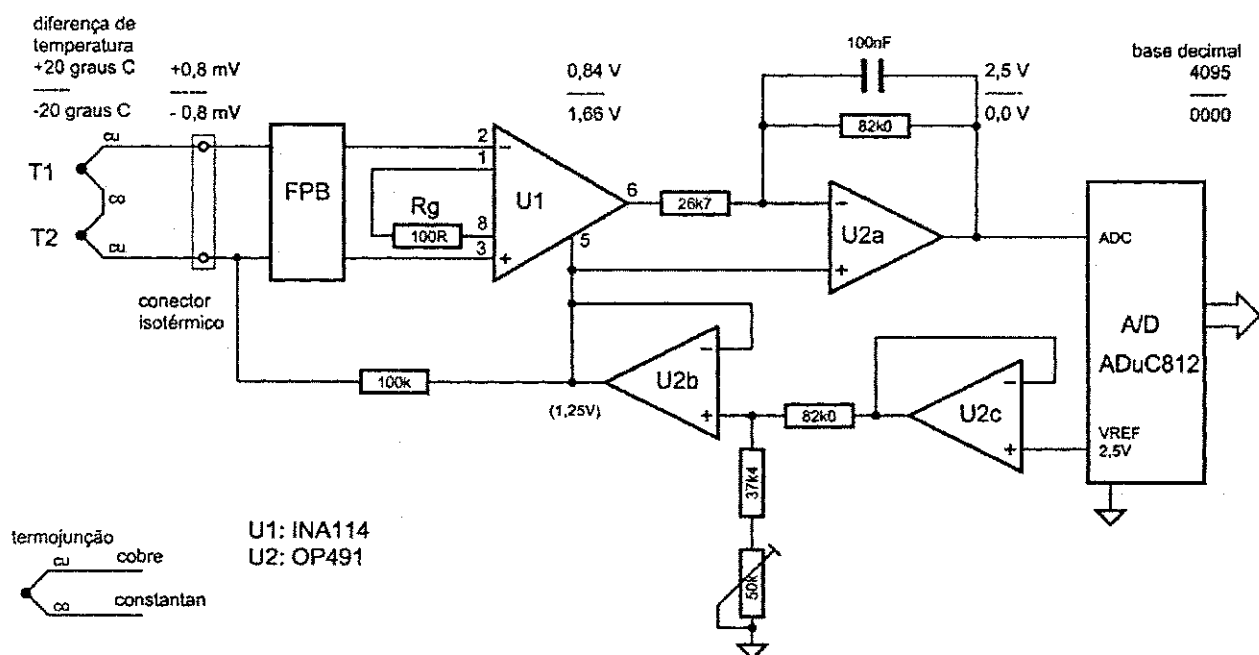 diferença de
temperatura
+20 graus C
-20 graus C
+0,8 mV
- 0,8 mV
0,84 V
1,66 V
100nF
2,5 V
0,0 V
base decimal
4095
0000
82k0
cu
T1
co
T2
cu
FPB
2
1
Rg
100R
8
3
U1
6
5
26k7
U2a
ADC
A/D
ADuC812
VREF
2,5V
conector
isotérmico
100k
(1,25V)
U2b
82k0
U2c
37k4
50k
termojunção
cu
cobre
co
constantan
U1: INA114
U2: OP491